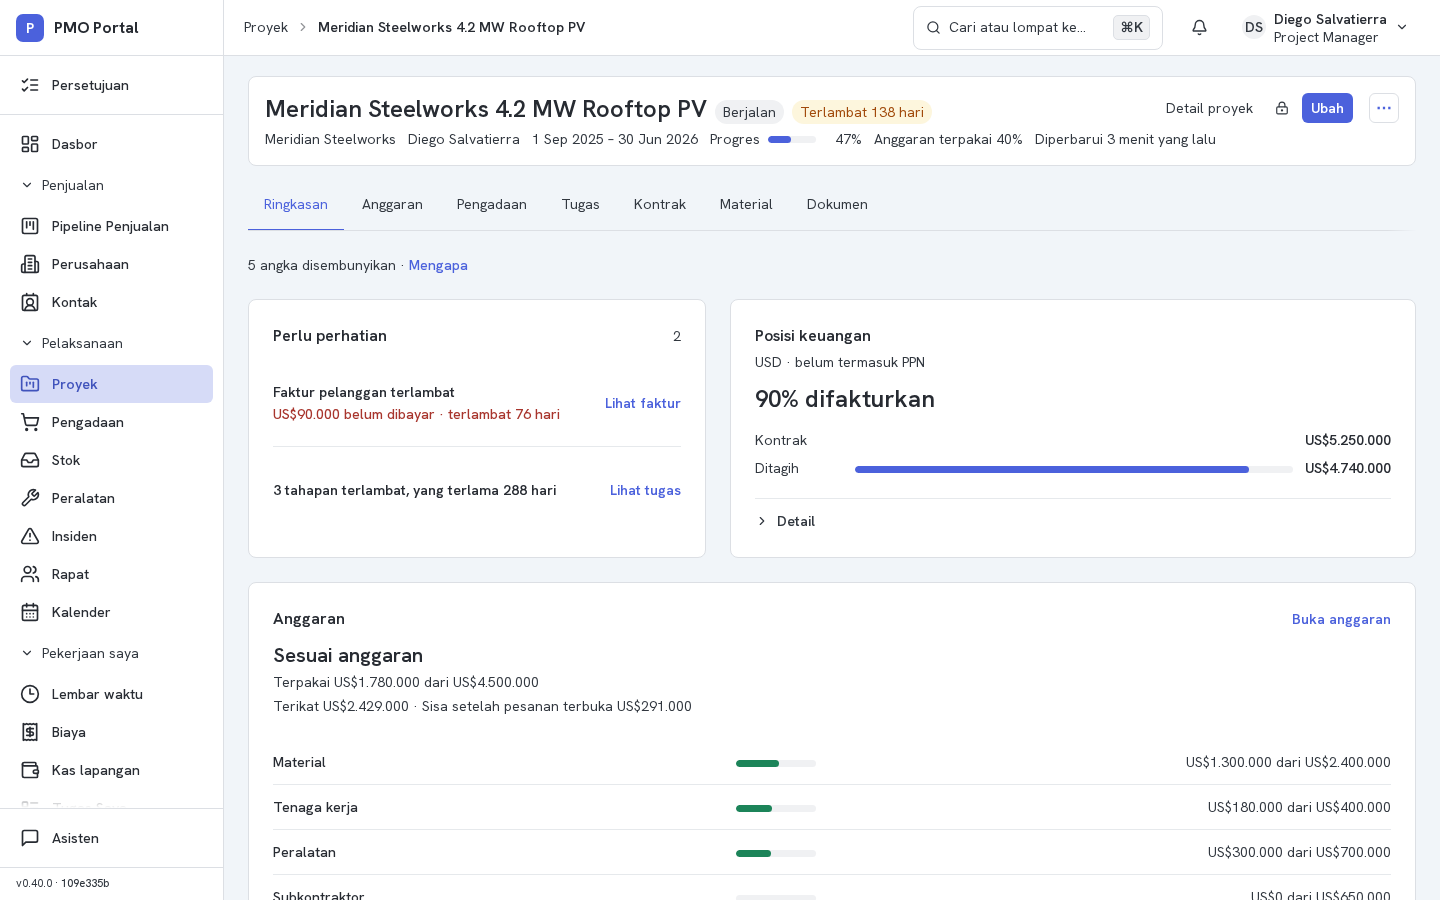 P PMO Portal
Proyek > Meridian Steelworks 4.2 MW Rooftop PV
Cari atau lompat ke... ⌘K
DS Diego Salvatierra
Project Manager
Persetujuan
Dasbor
Penjualan
Pipeline Penjualan
Perusahaan
Kontak
Pelaksanaan
Proyek
Pengadaan
Stok
Peralatan
Insiden
Rapat
Kalender
Pekerjaan saya
Lembar waktu
Biaya
Kas lapangan
Asisten
v0.40.0 · 109e335b
Meridian Steelworks 4.2 MW Rooftop PV Berjalan Terlambat 138 hari
Detail proyek Ubah
Meridian Steelworks Diego Salvatierra 1 Sep 2025 – 30 Jun 2026 Progres 47% Anggaran terpakai 40% Diperbarui 3 menit yang lalu
Ringkasan Anggaran Pengadaan Tugas Kontrak Material Dokumen
5 angka disembunyikan · Mengapa
Perlu perhatian 2
Faktur pelanggan terlambat
US$90.000 belum dibayar · terlambat 76 hari
Lihat faktur
3 tahapan terlambat, yang terlama 288 hari Lihat tugas
Posisi keuangan
USD · belum termasuk PPN
90% difakturkan
Kontrak US$5.250.000
Ditagih US$4.740.000
Detail
Anggaran Buka anggaran
Sesuai anggaran
Terpakai US$1.780.000 dari US$4.500.000
Terikat US$2.429.000 · Sisa setelah pesanan terbuka US$291.000
Material US$1.300.000 dari US$2.400.000
Tenaga kerja US$180.000 dari US$400.000
Peralatan US$300.000 dari US$700.000
Subkontraktor US$0 dari US$650.000